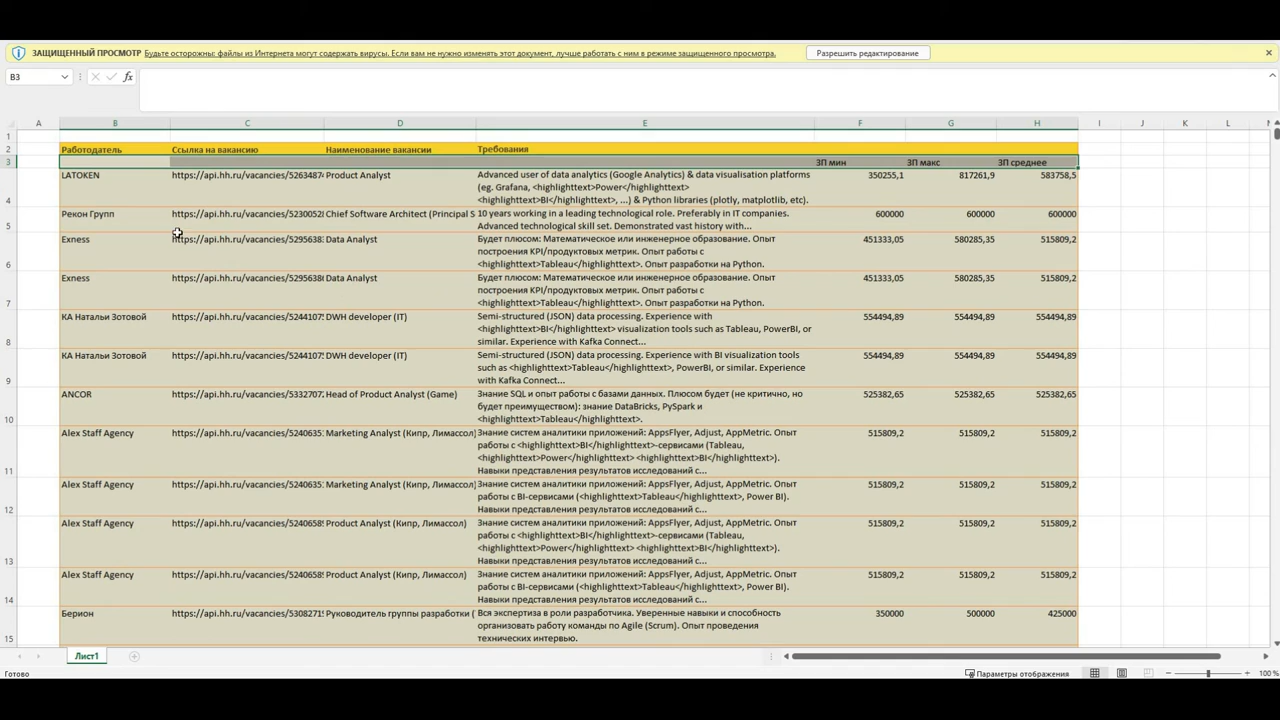 ЗАЩИЩЕННЫЙ ПРОСМОТР Будьте осторожны: файлы из Интернета могут содержать вирусы. Если вам не нужно изменять этот документ, лучше работать с ним в режиме защищенного просмотра. Разрешить редактирование
B3
A B C D E F G H I J K L
1
2 Работодатель Ссылка на вакансию Наименование вакансии Требования
3 ЗП мин ЗП макс ЗП среднее
LATOKEN https://api.hh.ru/vacancies/5263487 Product Analyst Advanced user of data analytics (Google Analytics) & data visualisation platforms 350255,1 817261,9 583758,5
(eg. Grafana, <highlighttext>Power</highlighttext>
4 <highlighttext>BI</highlighttext>, ...) & Python libraries (plotly, matplotlib, etc).
Рекон Групп https://api.hh.ru/vacancies/5230052 Chief Software Architect (Principal S 10 years working in a leading technological role. Preferably in IT companies. 600000 600000 600000
5 Advanced technological skill set. Demonstrated vast history with...
Exness https://api.hh.ru/vacancies/5295638 Data Analyst Будет плюсом: Математическое или инженерное образование. Опыт 451333,05 580285,35 515809,2
построения KPI/продуктовых метрик. Опыт работы с
6 <highlighttext>Tableau</highlighttext>. Опыт разработки на Python.
Exness https://api.hh.ru/vacancies/5295638 Data Analyst Будет плюсом: Математическое или инженерное образование. Опыт 451333,05 580285,35 515809,2
построения KPI/продуктовых метрик. Опыт работы с
7 <highlighttext>Tableau</highlighttext>. Опыт разработки на Python.
КА Натальи Зотовой https://api.hh.ru/vacancies/5244107 DWH developer (IT) Semi-structured (JSON) data processing. Experience with 554494,89 554494,89 554494,89
<highlighttext>BI</highlighttext> visualization tools such as Tableau, PowerBI, or
8 similar. Experience with Kafka Connect...
КА Натальи Зотовой https://api.hh.ru/vacancies/5244107 DWH developer (IT) Semi-structured (JSON) data processing. Experience with BI visualization tools 554494,89 554494,89 554494,89
such as <highlighttext>Tableau</highlighttext>, PowerBI, or similar. Experience
9 with Kafka Connect...
ANCOR https://api.hh.ru/vacancies/5332707 Head of Product Analyst (Game) Знание SQL и опыт работы с базами данных. Плюсом будет (не критично, но 525382,65 525382,65 525382,65
будет преимуществом): знание DataBricks, PySpark и
10 <highlighttext>Tableau</highlighttext>.
Alex Staff Agency https://api.hh.ru/vacancies/5240635 Marketing Analyst (Кипр, Лимассол) Знание систем аналитики приложений: AppsFlyer, Adjust, AppMetric. Опыт 515809,2 515809,2 515809,2
работы с <highlighttext>BI</highlighttext>-сервисами (Tableau,
<highlighttext>Power</highlighttext> <highlighttext>BI</highlighttext>).
11 Навыки представления результатов исследований с...
Alex Staff Agency https://api.hh.ru/vacancies/5240635 Marketing Analyst (Кипр, Лимассол) Знание систем аналитики приложений: AppsFlyer, Adjust, AppMetric. Опыт 515809,2 515809,2 515809,2
работы с BI-сервисами (<highlighttext>Tableau</highlighttext>, Power BI).
12 Навыки представления результатов исследований с...
Alex Staff Agency https://api.hh.ru/vacancies/5240658 Product Analyst (Кипр, Лимассол) Знание систем аналитики приложений: AppsFlyer, Adjust, AppMetric. Опыт 515809,2 515809,2 515809,2
работы с <highlighttext>BI</highlighttext>-сервисами (Tableau,
<highlighttext>Power</highlighttext> <highlighttext>BI</highlighttext>).
13 Навыки представления результатов исследований с...
Alex Staff Agency https://api.hh.ru/vacancies/5240658 Product Analyst (Кипр, Лимассол) Знание систем аналитики приложений: AppsFlyer, Adjust, AppMetric. Опыт 515809,2 515809,2 515809,2
работы с BI-сервисами (<highlighttext>Tableau</highlighttext>, Power BI).
14 Навыки представления результатов исследований с...
Берион https://api.hh.ru/vacancies/5308271 Руководитель группы разработки ( Вся экспертиза в роли разработчика. Уверенные навыки и способность 350000 500000 425000
организовать работу команды по Agile (Scrum). Опыт проведения
15 технических интервью.
Лист1
Готово Параметры отображения 100 %